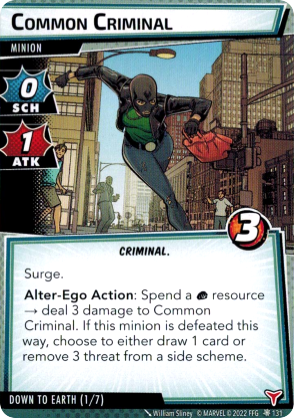 COMMON CRIMINAL
MINION
0
SCH
1
ATK
3
CRIMINAL.
Surge.
Alter-Ego Action: Spend a resource
→ deal 3 damage to Common
Criminal. If this minion is defeated this
way, choose to either draw 1 card or
remove 3 threat from a side scheme.
DOWN TO EARTH (1/7)
William Sliney © MARVEL © 2022 FFG 131